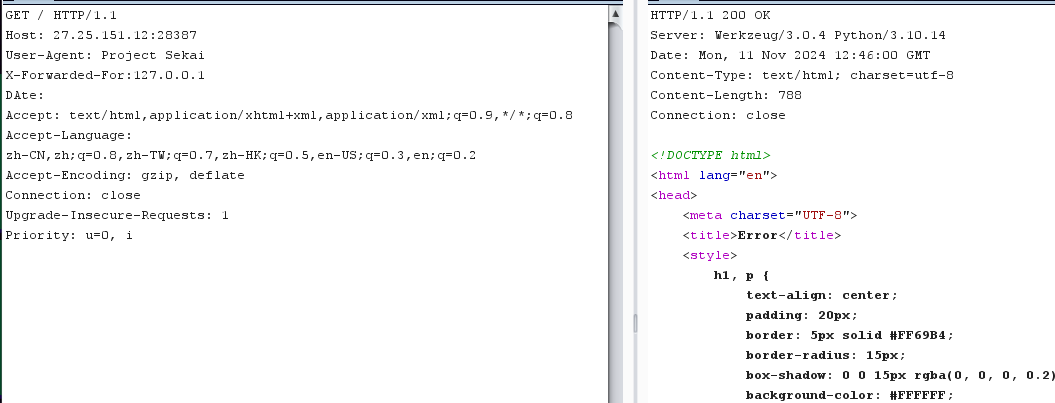 GET / HTTP/1.1
Host: 27.25.151.12:28387
User-Agent: Project Sekai
X-Forwarded-For:127.0.0.1
DAte:
Accept: text/html,application/xhtml+xml,application/xml;q=0.9,*/*;q=0.8
Accept-Language:
zh-CN,zh;q=0.8,zh-TW;q=0.7,zh-HK;q=0.5,en-US;q=0.3,en;q=0.2
Accept-Encoding: gzip, deflate
Connection: close
Upgrade-Insecure-Requests: 1
Priority: u=0, i
HTTP/1.1 200 OK
Server: Werkzeug/3.0.4 Python/3.10.14
Date: Mon, 11 Nov 2024 12:46:00 GMT
Content-Type: text/html; charset=utf-8
Content-Length: 788
Connection: close
<!DOCTYPE html>
<html lang="en">
<head>
<meta charset="UTF-8">
<title>Error</title>
<style>
h1, p {
text-align: center;
padding: 20px;
border: 5px solid #FF69B4;
border-radius: 15px;
box-shadow: 0 0 15px rgba(0, 0, 0, 0.2)
background-color: #FFFFFF;